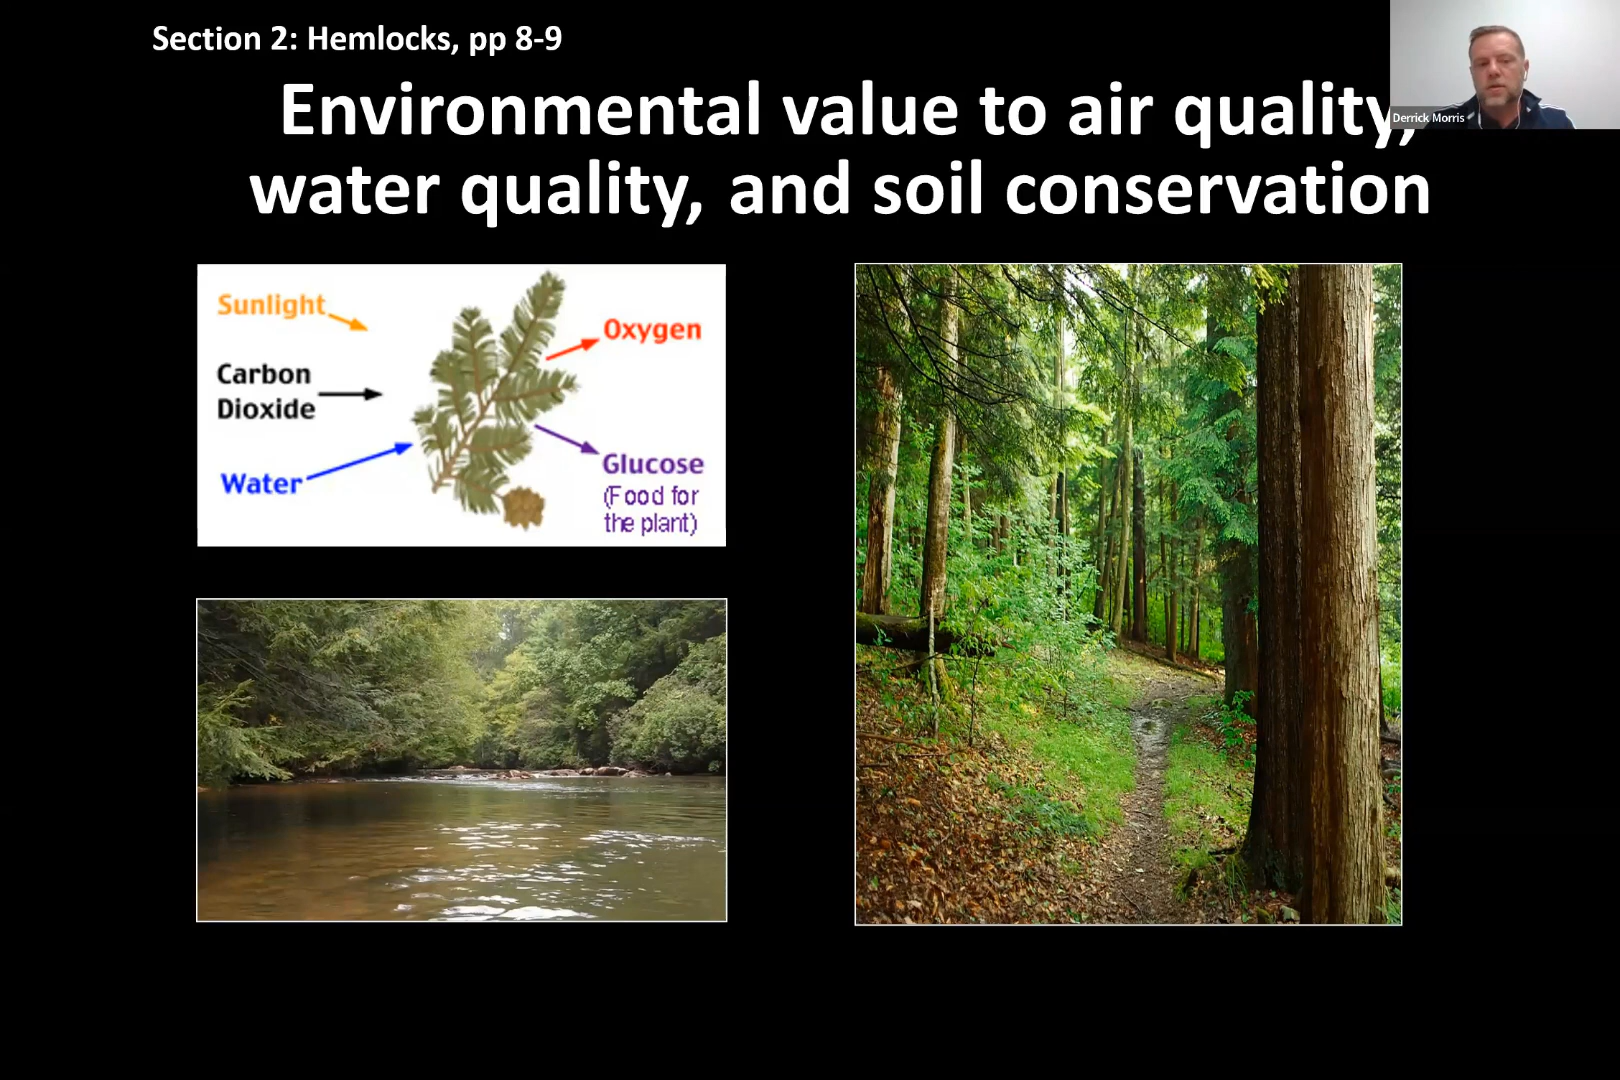 Section 2: Hemlocks, pp 8-9
Environmental value to air quality,
water quality, and soil conservation
Derrick Morris
Sunlight
Carbon
Dioxide
Water
Oxygen
Glucose
(Food for
the plant)